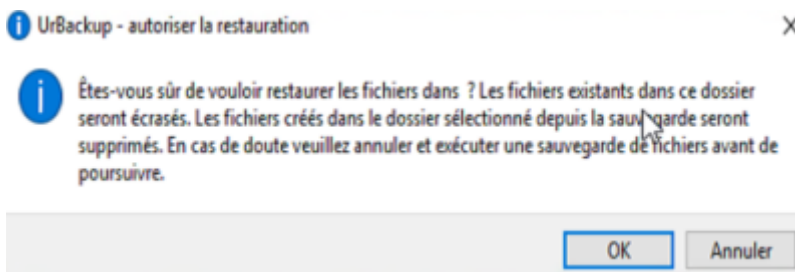 UrBackup - autoriser la restauration
Êtes-vous sûr de vouloir restaurer les fichiers dans ? Les fichiers existants dans ce dossier
seront écrasés. Les fichiers créés dans le dossier sélectionné depuis la sauvegarde seront
supprimés. En cas de doute veuillez annuler et exécuter une sauvegarde de fichiers avant de
poursuivre.
OK
Annuler